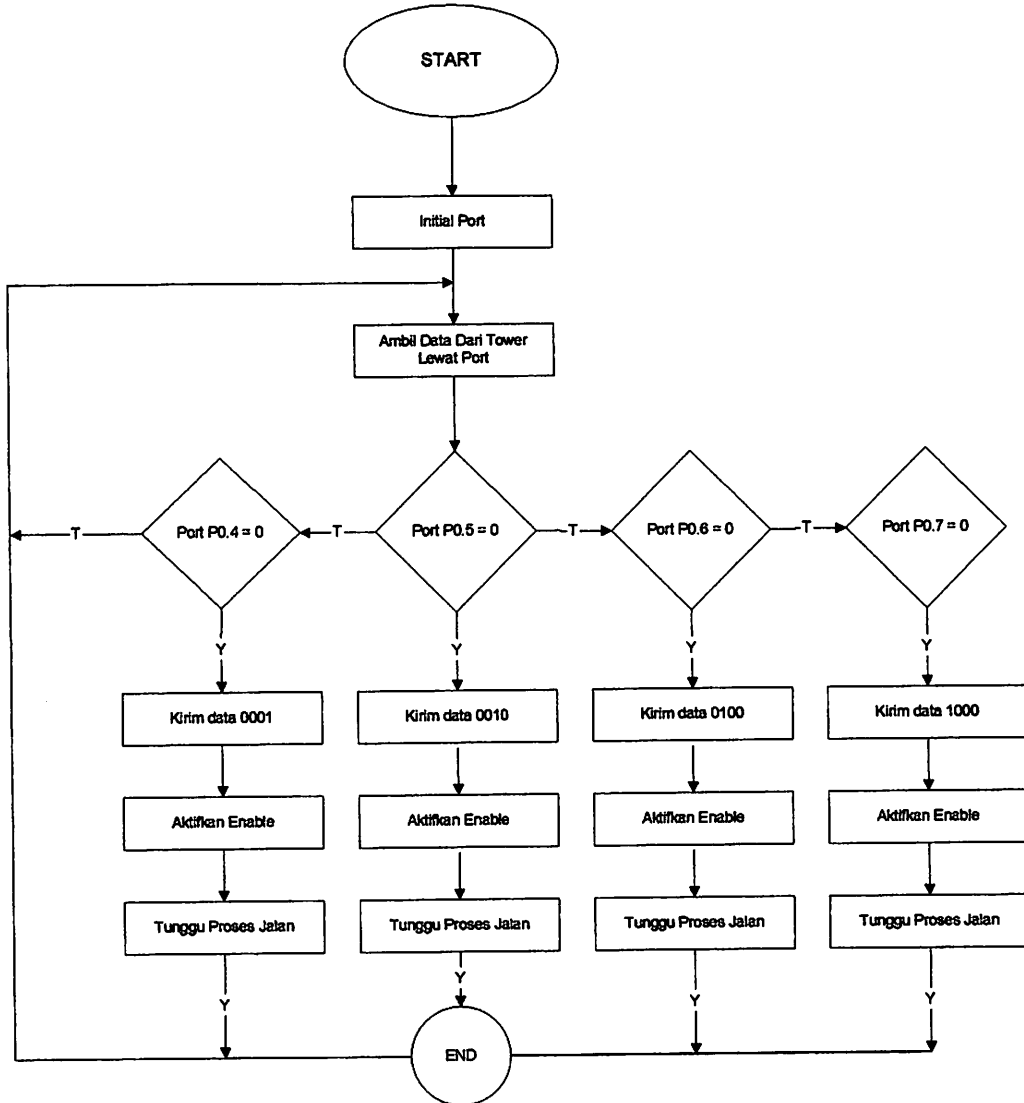 START
Initial Port
Ambil Data Dari Tower
Lewat Port
Port P0.4 = 0
Port P0.5 = 0
Port P0.6 = 0
Port P0.7 = 0
T
T
T
T
Y
Y
Y
Y
Kirim data 0001
Kirim data 0010
Kirim data 0100
Kirim data 1000
Aktifkan Enable
Aktifkan Enable
Aktifkan Enable
Aktifkan Enable
Tunggu Proses Jalan
Tunggu Proses Jalan
Tunggu Proses Jalan
Tunggu Proses Jalan
Y
Y
Y
Y
END